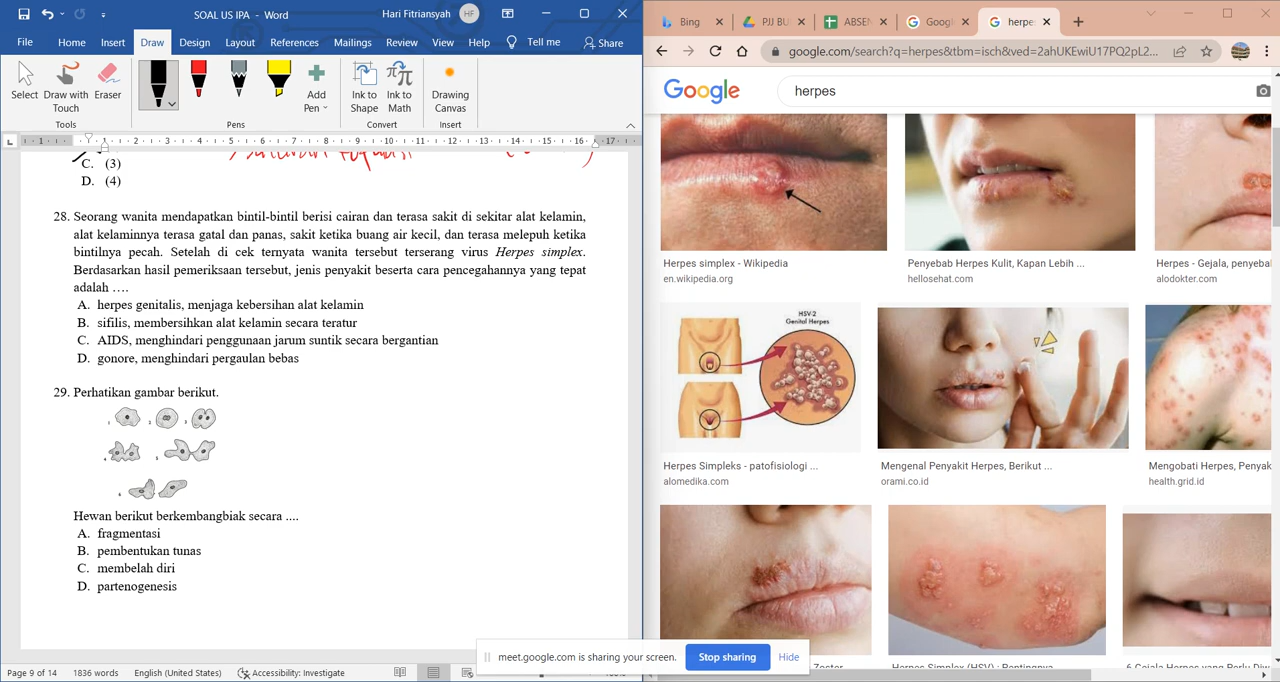 SOAL US IPA - Word
Hari Fitriansyah
HF
File Home Insert Draw Design Layout References Mailings Review View Help Tell me Share
Select
Draw with Touch
Eraser
Add Pen
Ink to Shape
Ink to Math
Drawing Canvas
Tools
Pens
Convert
Insert
C. (3)
D. (4)
28. Seorang wanita mendapatkan bintil-bintil berisi cairan dan terasa sakit di sekitar alat kelamin,
alat kelaminnya terasa gatal dan panas, sakit ketika buang air kecil, dan terasa melepuh ketika
bintilnya pecah. Setelah di cek ternyata wanita tersebut terserang virus Herpes simplex.
Berdasarkan hasil pemeriksaan tersebut, jenis penyakit beserta cara pencegahannya yang tepat
adalah ….
A. herpes genitalis, menjaga kebersihan alat kelamin
B. sifilis, membersihkan alat kelamin secara teratur
C. AIDS, menghindari penggunaan jarum suntik secara bergantian
D. gonore, menghindari pergaulan bebas
29. Perhatikan gambar berikut.
Hewan berikut berkembangbiak secara ....
A. fragmentasi
B. pembentukan tunas
C. membelah diri
D. partenogenesis
Page 9 of 14
1836 words
English (United States)
Accessibility: Investigate
Bing
PJJ BU
ABSEN
Googl
herpe
google.com/search?q=herpes&tbm=isch&ved=2ahUKEwiU17PQ2pL2...
Google
herpes
Herpes simplex - Wikipedia
en.wikipedia.org
Penyebab Herpes Kulit, Kapan Lebih ...
hellosehat.com
Herpes - Gejala, penyeba
alodokter.com
HSV-2
Genital Herpes
Herpes Simpleks - patofisiologi ...
alomedika.com
Mengenal Penyakit Herpes, Berikut ...
orami.co.id
Mengobati Herpes, Penyak
health.grid.id
meet.google.com is sharing your screen.
Stop sharing
Hide